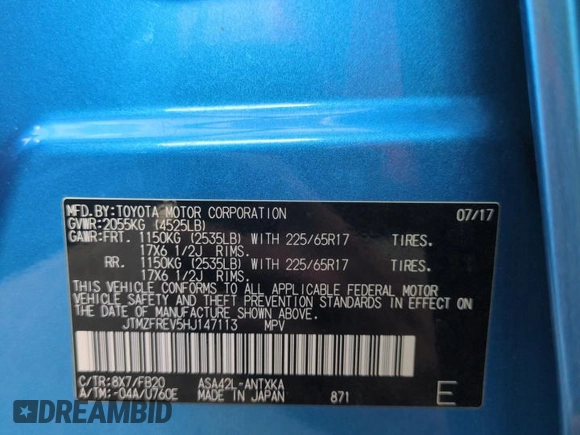 MFD.BY:TOYOTA MOTOR CORPORATION 07/17
GVWR:2055KG (4525LB)
GAWR:FRT. 1150KG (2535LB) WITH 225/65R17 TIRES.
17X6 1/2J RIMS.
RR. 1150KG (2535LB) WITH 225/65R17 TIRES.
17X6 1/2J RIMS.
THIS VEHICLE CONFORMS TO ALL APPLICABLE FEDERAL MOTOR
VEHICLE SAFETY AND THEFT PREVENTION STANDARDS IN EFFECT ON
THE DATE OF MANUFACTURE SHOWN ABOVE.
JTMZFREV5HJ147113 MPV
C/TR:8X7/FB20 ASA42L-ANTXKA
A/TM:-04A/U760E MADE IN JAPAN 871 E
DREAMBID